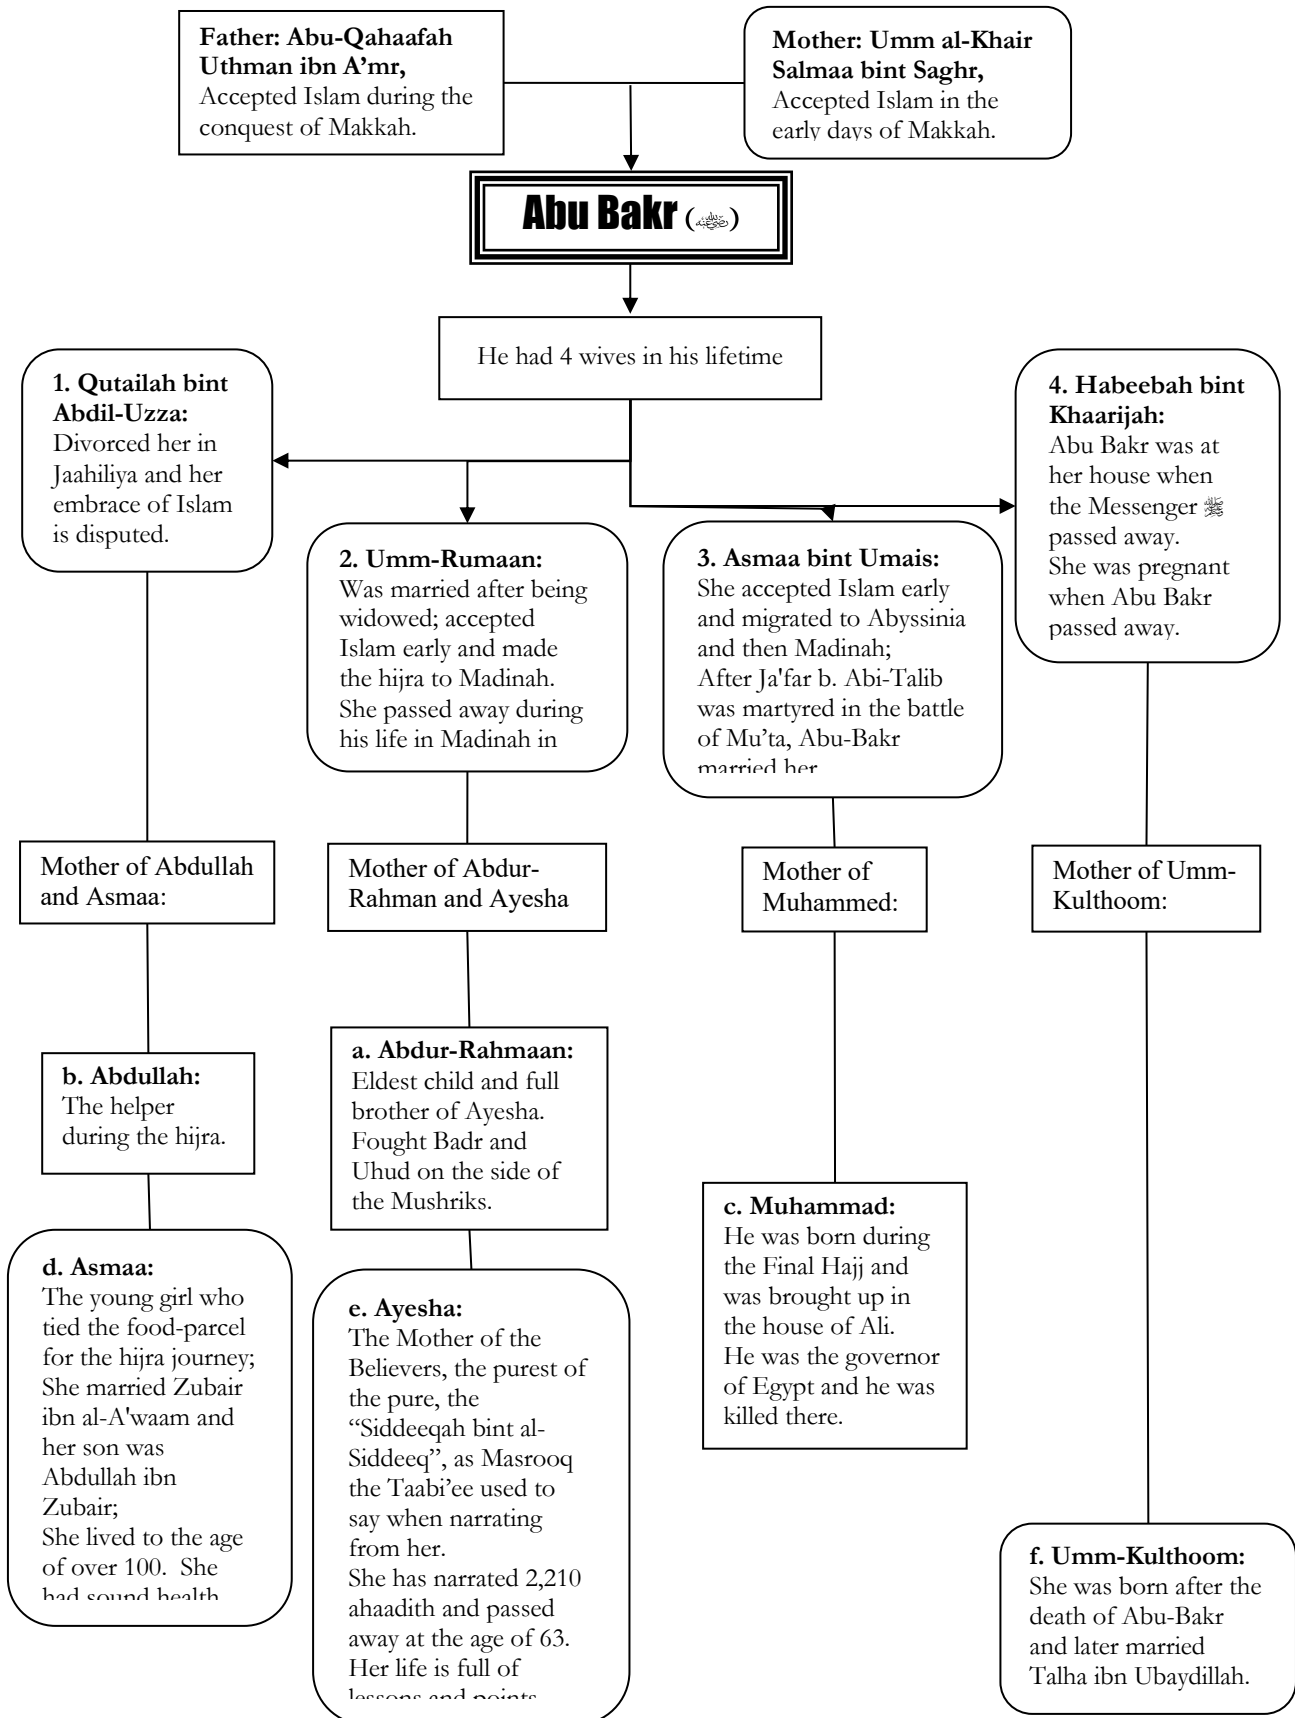 Father: Abu-Qahaafah
Uthman ibn A’mr,
Accepted Islam during the
conquest of Makkah.
Mother: Umm al-Khair
Salmaa bint Saghr,
Accepted Islam in the
early days of Makkah.
Abu Bakr (رضي الله عنه)
He had 4 wives in his lifetime
1. Qutailah bint
Abdil-Uzza:
Divorced her in
Jaahiliya and her
embrace of Islam
is disputed.
2. Umm-Rumaan:
Was married after being
widowed; accepted
Islam early and made
the hijra to Madinah.
She passed away during
his life in Madinah in
3. Asmaa bint Umais:
She accepted Islam early
and migrated to Abyssinia
and then Madinah;
After Ja'far b. Abi-Talib
was martyred in the battle
of Mu’ta, Abu-Bakr
married her
4. Habeebah bint
Khaarijah:
Abu Bakr was at
her house when
the Messenger ﷺ
passed away.
She was pregnant
when Abu Bakr
passed away.
Mother of Abdullah
and Asmaa:
Mother of Abdur-
Rahman and Ayesha
Mother of
Muhammed:
Mother of Umm-
Kulthoom:
b. Abdullah:
The helper
during the hijra.
a. Abdur-Rahmaan:
Eldest child and full
brother of Ayesha.
Fought Badr and
Uhud on the side of
the Mushriks.
c. Muhammad:
He was born during
the Final Hajj and
was brought up in
the house of Ali.
He was the governor
of Egypt and he was
killed there.
d. Asmaa:
The young girl who
tied the food-parcel
for the hijra journey;
She married Zubair
ibn al-A'waam and
her son was
Abdullah ibn
Zubair;
She lived to the age
of over 100.  She
had sound health
e. Ayesha:
The Mother of the
Believers, the purest of
the pure, the
“Siddeeqah bint al-
Siddeeq”, as Masrooq
the Taabi’ee used to
say when narrating
from her.
She has narrated 2,210
ahaadith and passed
away at the age of 63.
Her life is full of
lessons and points
f. Umm-Kulthoom:
She was born after the
death of Abu-Bakr
and later married
Talha ibn Ubaydillah.